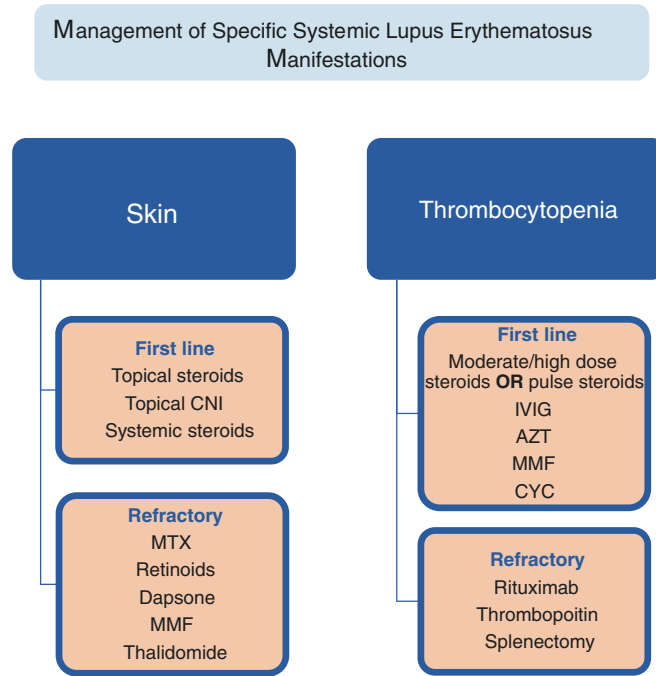 Management of Specific Systemic Lupus Erythematosus
Manifestations
Skin
First line
Topical steroids
Topical CNI
Systemic steroids
Refractory
MTX
Retinoids
Dapsone
MMF
Thalidomide
Thrombocytopenia
First line
Moderate/high dose
steroids OR pulse steroids
IVIG
AZT
MMF
CYC
Refractory
Rituximab
Thrombopoitin
Splenectomy